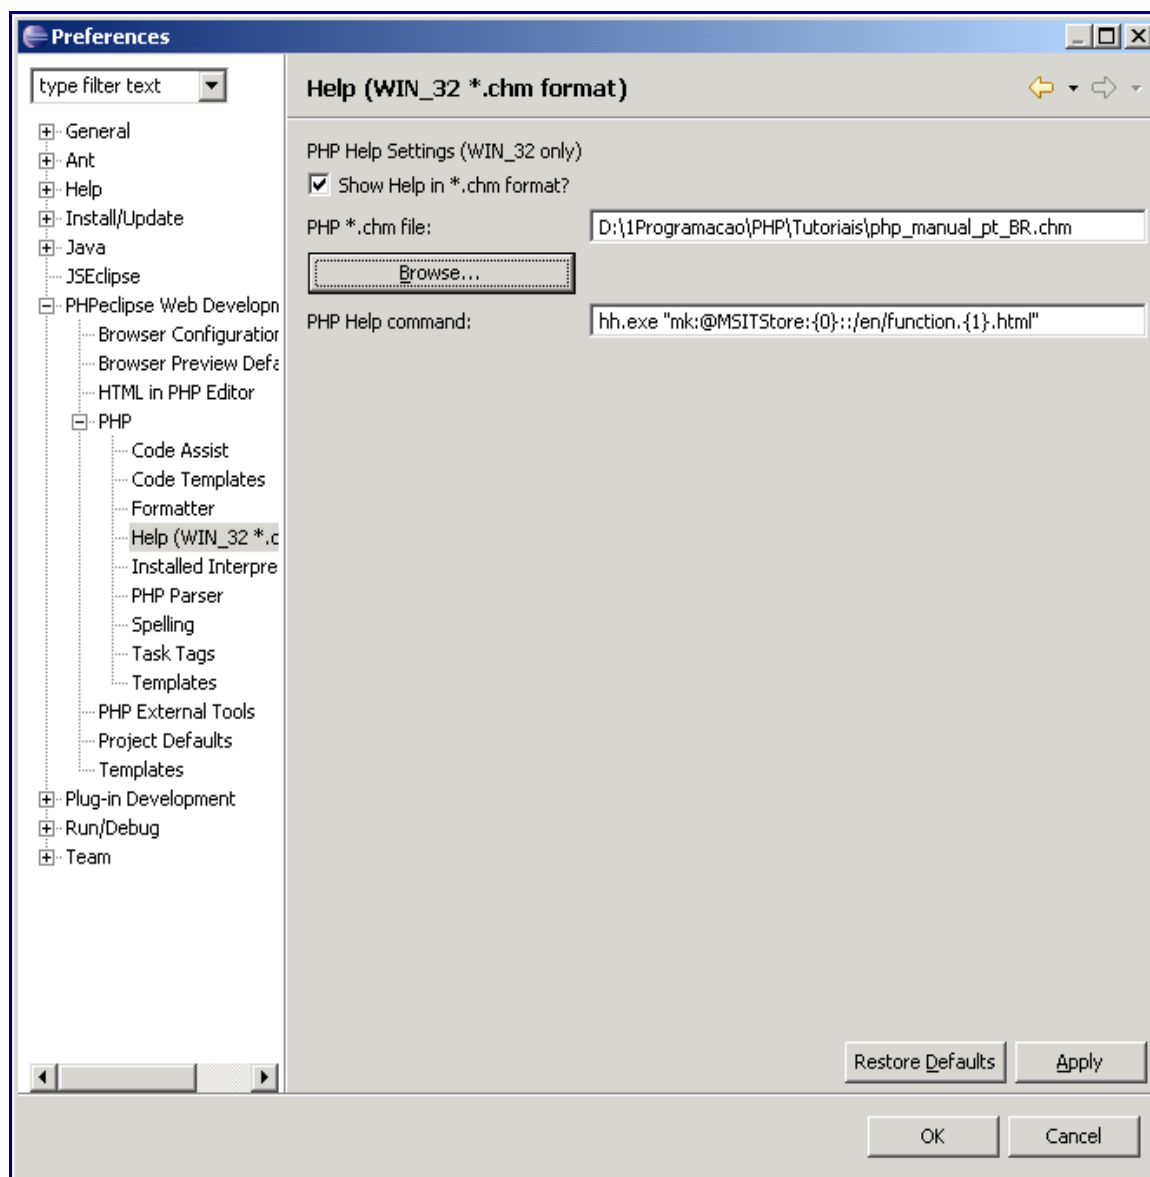 Preferences
type filter text
General
Ant
Help
Install/Update
Java
JSEclipse
PHPeclipse Web Developn
Browser Configuration
Browser Preview Defa
HTML in PHP Editor
PHP
Code Assist
Code Templates
Formatter
Help (WIN_32 *.c
Installed Interpre
PHP Parser
Spelling
Task Tags
Templates
PHP External Tools
Project Defaults
Templates
Plug-in Development
Run/Debug
Team
Help (WIN_32 *.chm format)
PHP Help Settings (WIN_32 only)
Show Help in *.chm format?
PHP *.chm file: D:\1Programacao\PHP\Tutoriais\php_manual_pt_BR.chm
Browse...
PHP Help command: hh.exe "mk:@MSITStore:{0}::/en/function.{1}.html"
Restore Defaults Apply
OK Cancel